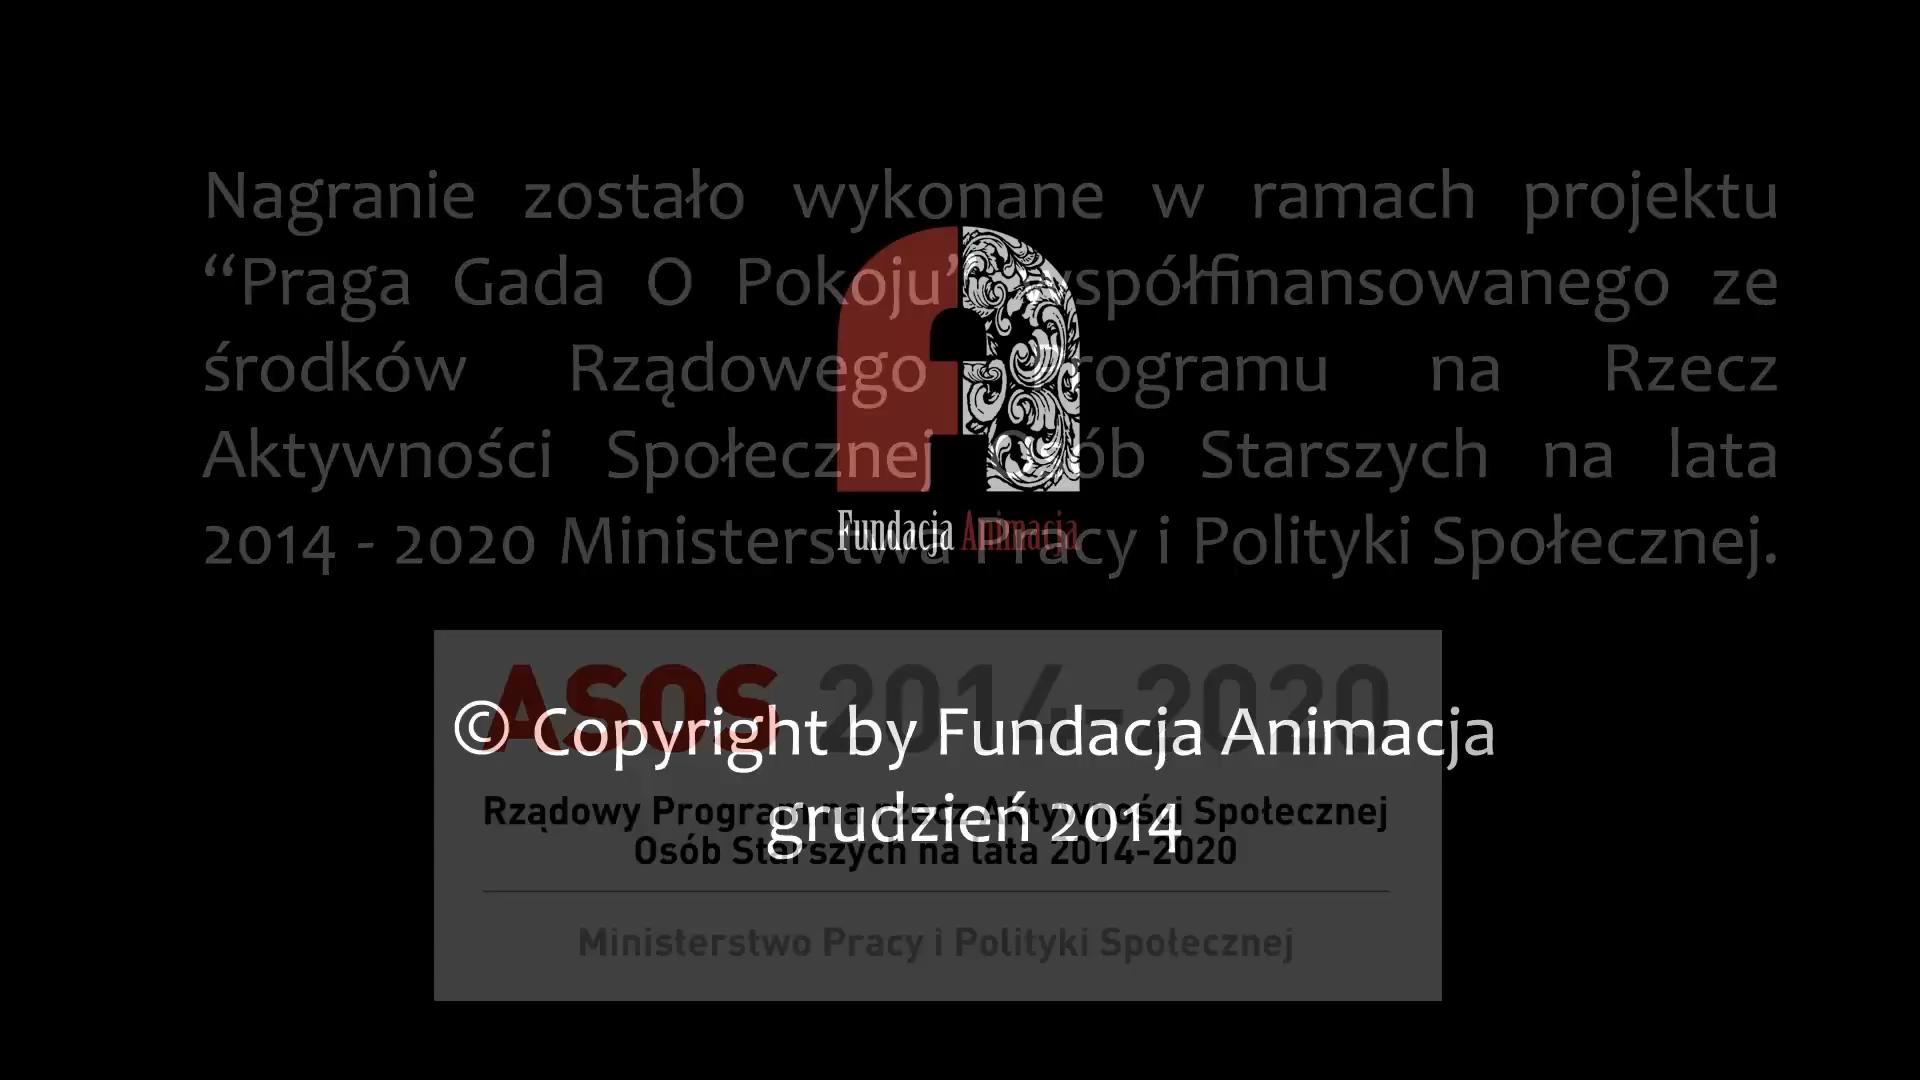 Nagranie zostało wykonane w ramach projektu
“Praga Gada O Pokoju” współfinansowanego ze
środków Rządowego Programu na Rzecz
Aktywności Społecznej Osób Starszych na lata
2014 - 2020 Ministerstwa Pracy i Polityki Społecznej.
Fundacja Animacja
ASOS 2014-2020
© Copyright by Fundacja Animacja
grudzień 2014
Rządowy Program na rzecz Aktywności Społecznej
Osób Starszych na lata 2014-2020
Ministerstwo Pracy i Polityki Społecznej